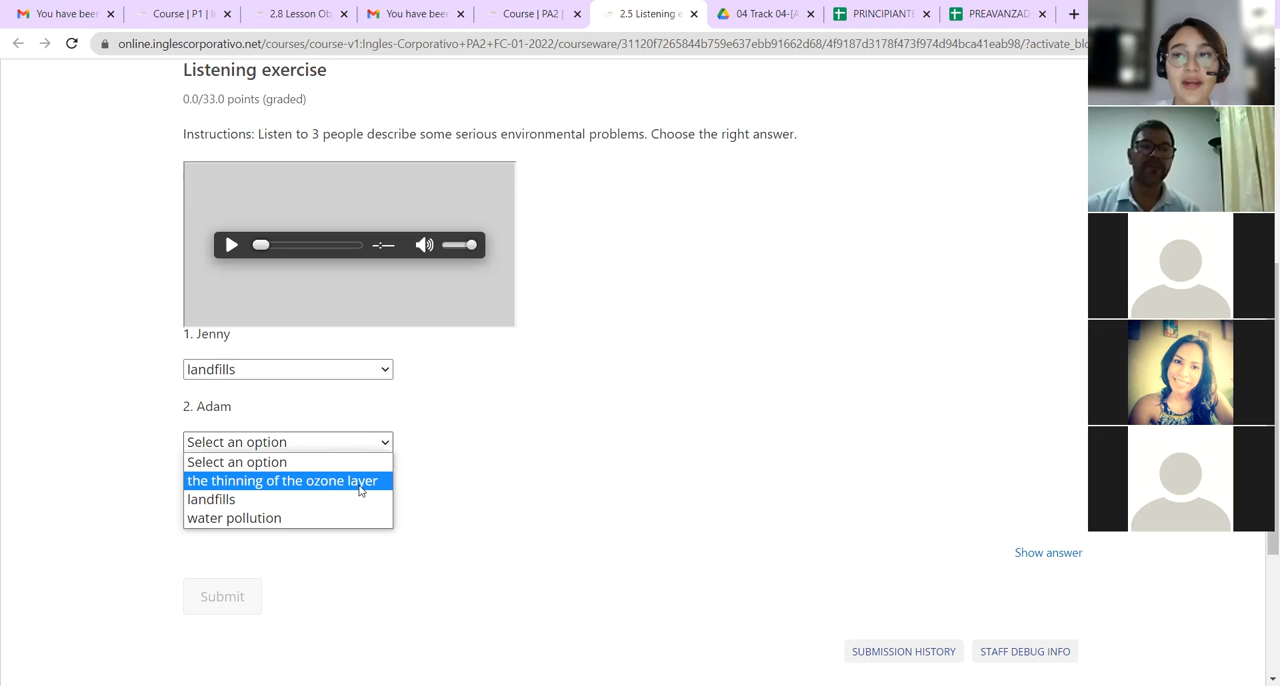 You have beer
Course | P1 | I
2.8 Lesson Ob
You have beer
Course | PA2 |
2.5 Listening e
04 Track 04-[A
PRINCIPIANTE
PREAVANZAD
online.inglescorporativo.net/courses/course-v1:Ingles-Corporativo+PA2+FC-01-2022/courseware/31120f7265844b759e637ebb91662d68/4f9187d3178f473f974d94bca41eab98/?activate_blo
Listening exercise
0.0/33.0 points (graded)
Instructions: Listen to 3 people describe some serious environmental problems. Choose the right answer.
-:--
1. Jenny
landfills
2. Adam
Select an option
Select an option
the thinning of the ozone layer
landfills
water pollution
Show answer
Submit
SUBMISSION HISTORY
STAFF DEBUG INFO